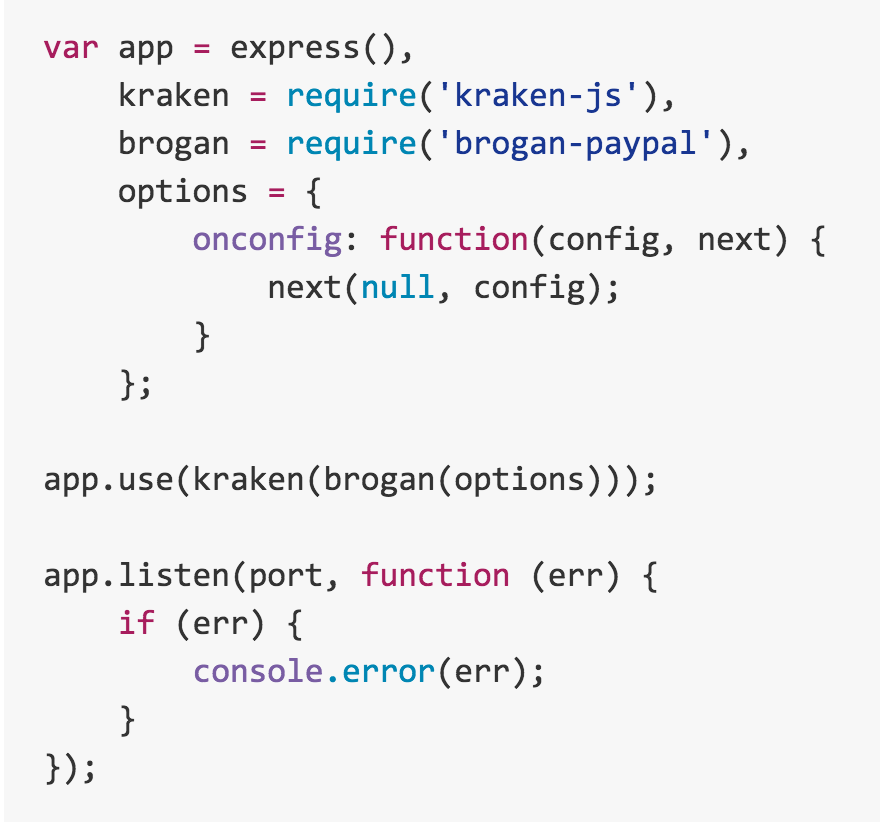 var app = express(),
    kraken = require('kraken-js'),
    brogan = require('brogan-paypal'),
    options = {
        onconfig: function(config, next) {
            next(null, config);
        }
    };

app.use(kraken(brogan(options)));

app.listen(port, function (err) {
    if (err) {
        console.error(err);
    }
});